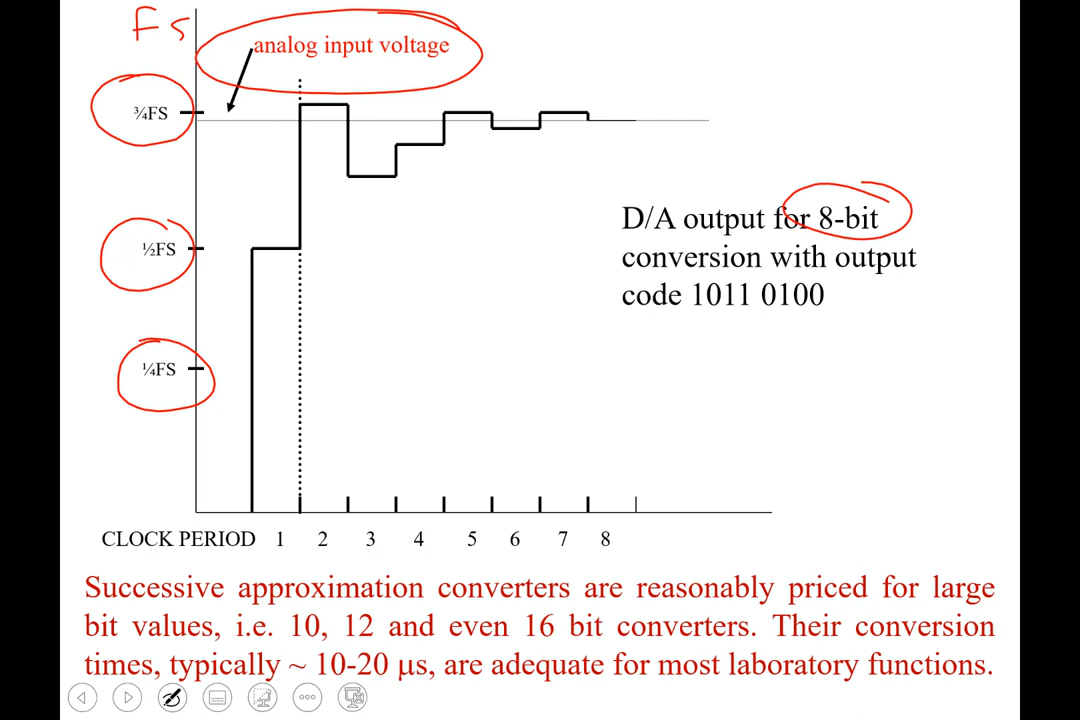 FS
analog input voltage
¾FS
D/A output for 8-bit
conversion with output
code 1011 0100
½FS
¼FS
CLOCK PERIOD 1 2 3 4 5 6 7 8
Successive approximation converters are reasonably priced for large
bit values, i.e. 10, 12 and even 16 bit converters. Their conversion
times, typically ~ 10-20 μs, are adequate for most laboratory functions.